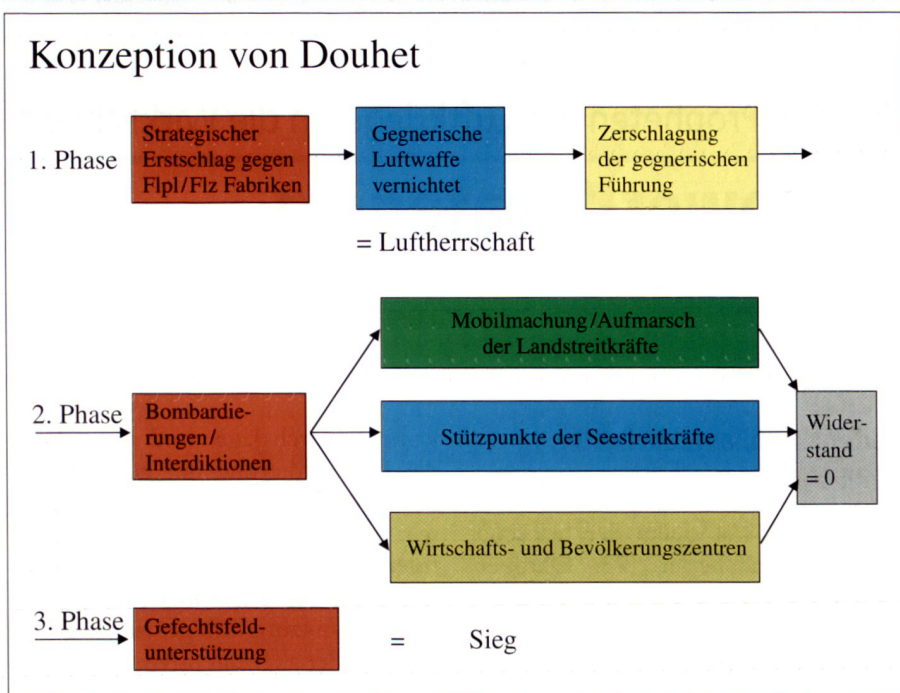 Konzeption von Douhet
1. Phase
Strategischer
Erstschlag gegen
Flpl/Flz Fabriken
Gegnerische
Luftwaffe
vernichtet
Zerschlagung
der gegnerischen
Führung
= Luftherrschaft
2. Phase
Bombardie-
rungen/
Interdiktionen
Mobilmachung/Aufmarsch
der Landstreitkräfte
Stützpunkte der Seestreitkräfte
Wirtschafts- und Bevölkerungszentren
Wider-
stand
= 0
3. Phase
Gefechtsfeld-
unterstützung
= Sieg